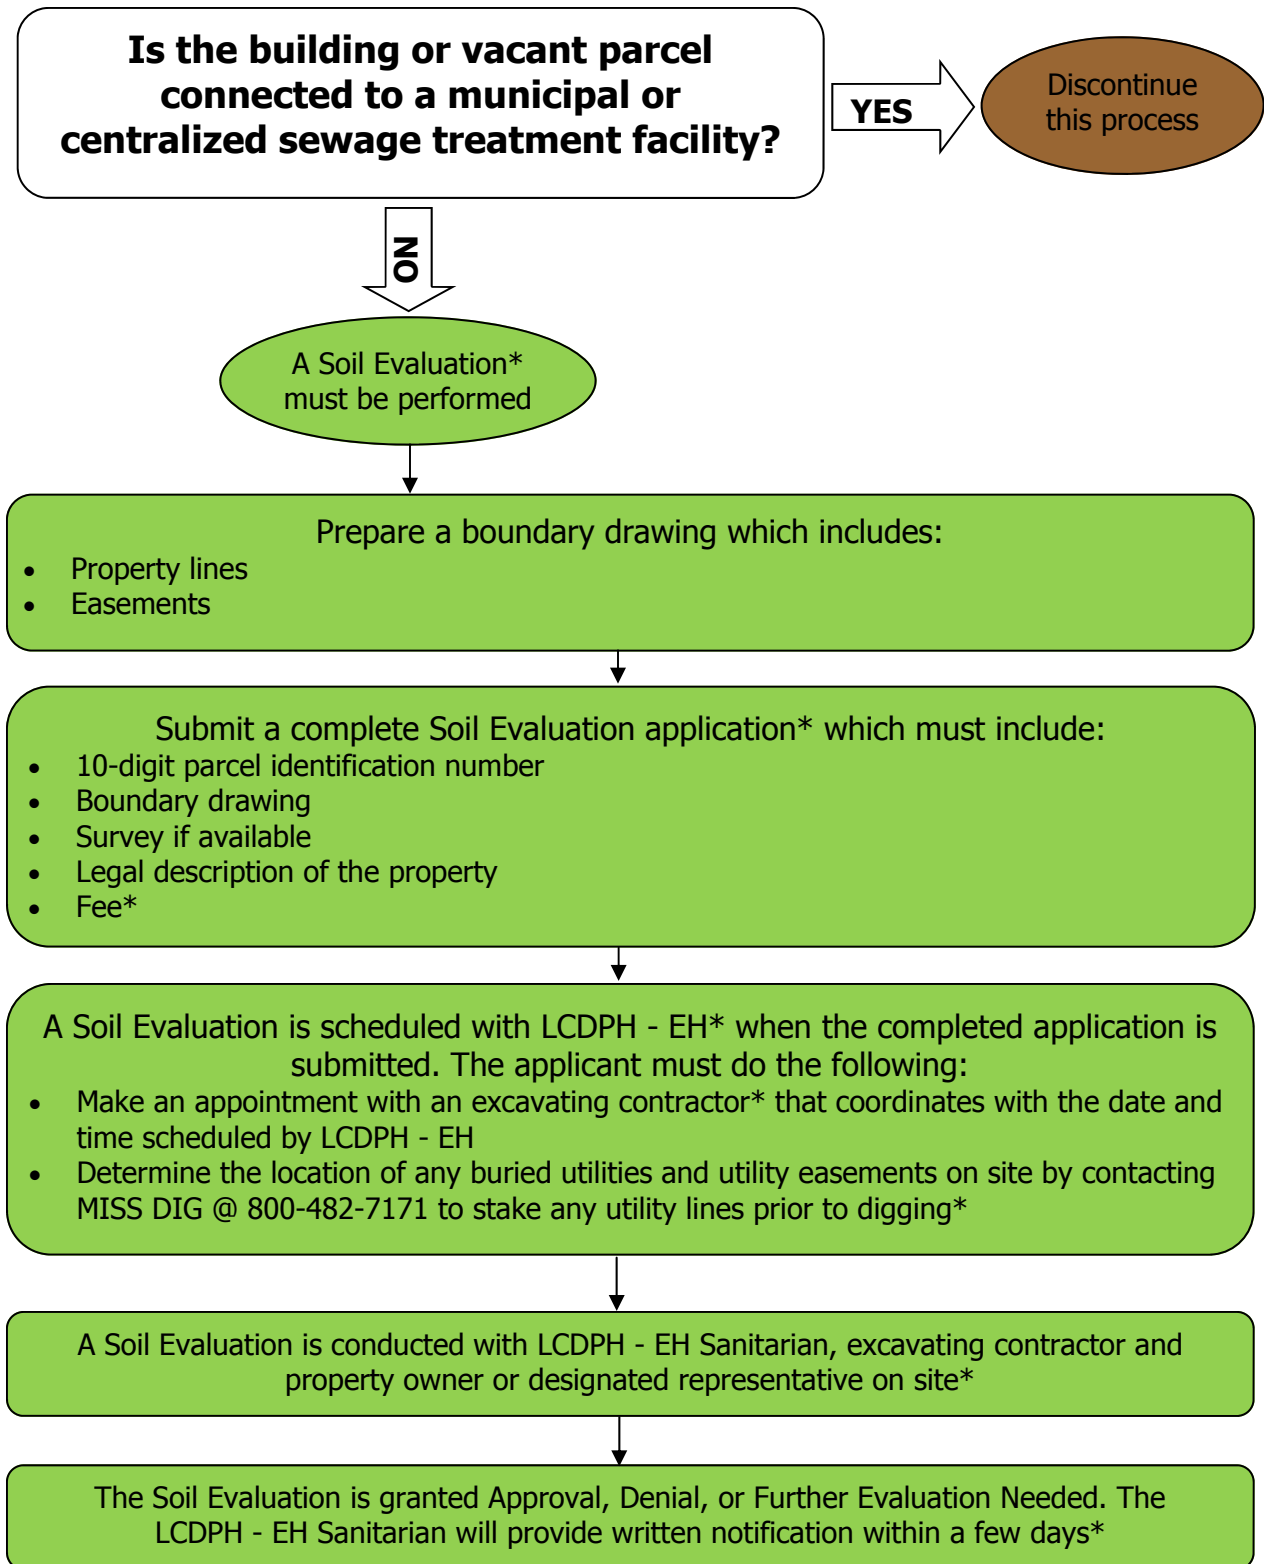 Is the building or vacant parcel
connected to a municipal or
centralized sewage treatment facility?
YES
Discontinue
this process
NO
A Soil Evaluation*
must be performed
Prepare a boundary drawing which includes:
• Property lines
• Easements
Submit a complete Soil Evaluation application* which must include:
• 10-digit parcel identification number
• Boundary drawing
• Survey if available
• Legal description of the property
• Fee*
A Soil Evaluation is scheduled with LCDPH - EH* when the completed application is
submitted. The applicant must do the following:
• Make an appointment with an excavating contractor* that coordinates with the date and
time scheduled by LCDPH - EH
• Determine the location of any buried utilities and utility easements on site by contacting
MISS DIG @ 800-482-7171 to stake any utility lines prior to digging*
A Soil Evaluation is conducted with LCDPH - EH Sanitarian, excavating contractor and
property owner or designated representative on site*
The Soil Evaluation is granted Approval, Denial, or Further Evaluation Needed. The
LCDPH - EH Sanitarian will provide written notification within a few days*